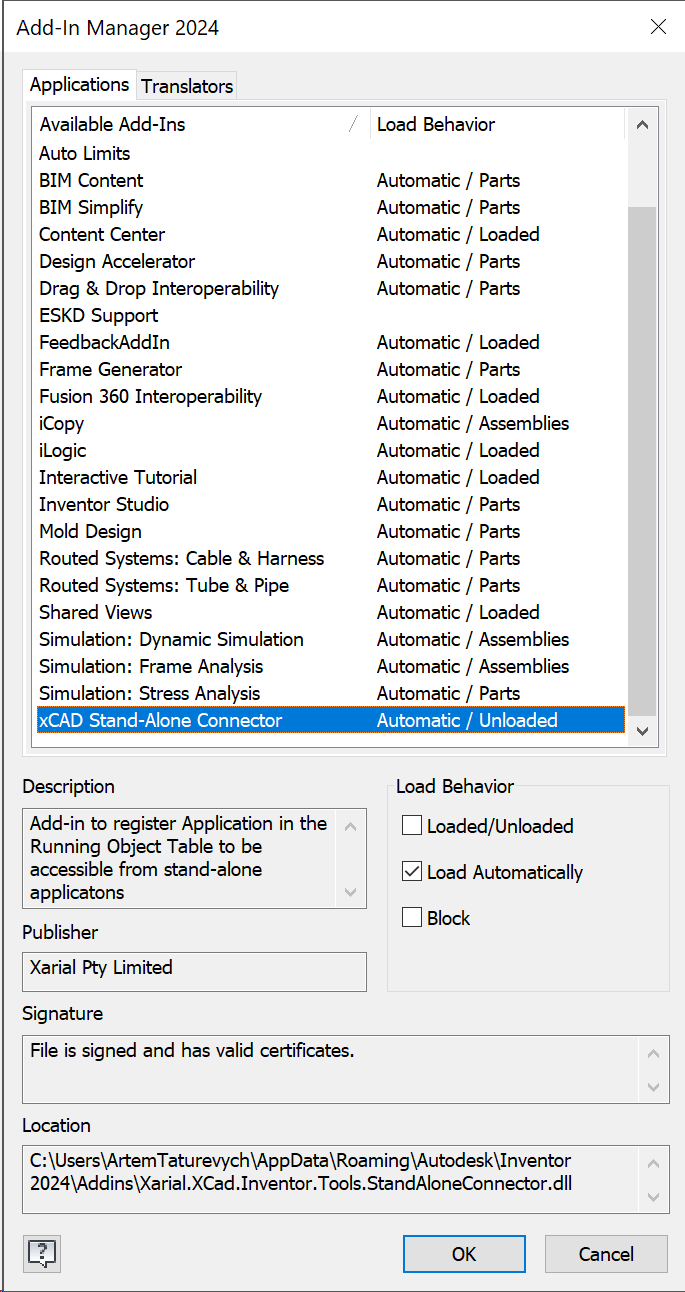 Add-In Manager 2024
Applications Translators
Available Add-Ins Load Behavior
Auto Limits
BIM Content Automatic / Parts
BIM Simplify Automatic / Parts
Content Center Automatic / Loaded
Design Accelerator Automatic / Parts
Drag & Drop Interoperability Automatic / Parts
ESKD Support
FeedbackAddIn Automatic / Loaded
Frame Generator Automatic / Parts
Fusion 360 Interoperability Automatic / Loaded
iCopy Automatic / Assemblies
iLogic Automatic / Loaded
Interactive Tutorial Automatic / Loaded
Inventor Studio Automatic / Parts
Mold Design Automatic / Parts
Routed Systems: Cable & Harness Automatic / Parts
Routed Systems: Tube & Pipe Automatic / Parts
Shared Views Automatic / Loaded
Simulation: Dynamic Simulation Automatic / Assemblies
Simulation: Frame Analysis Automatic / Assemblies
Simulation: Stress Analysis Automatic / Parts
xCAD Stand-Alone Connector Automatic / Unloaded
Description
Add-in to register Application in the
Running Object Table to be
accessible from stand-alone
applicatons
Load Behavior
Loaded/Unloaded
Load Automatically
Block
Publisher
Xarial Pty Limited
Signature
File is signed and has valid certificates.
Location
C:\Users\ArtemTaturevych\AppData\Roaming\Autodesk\Inventor
2024\Addins\Xarial.XCad.Inventor.Tools.StandAloneConnector.dll
?
OK Cancel